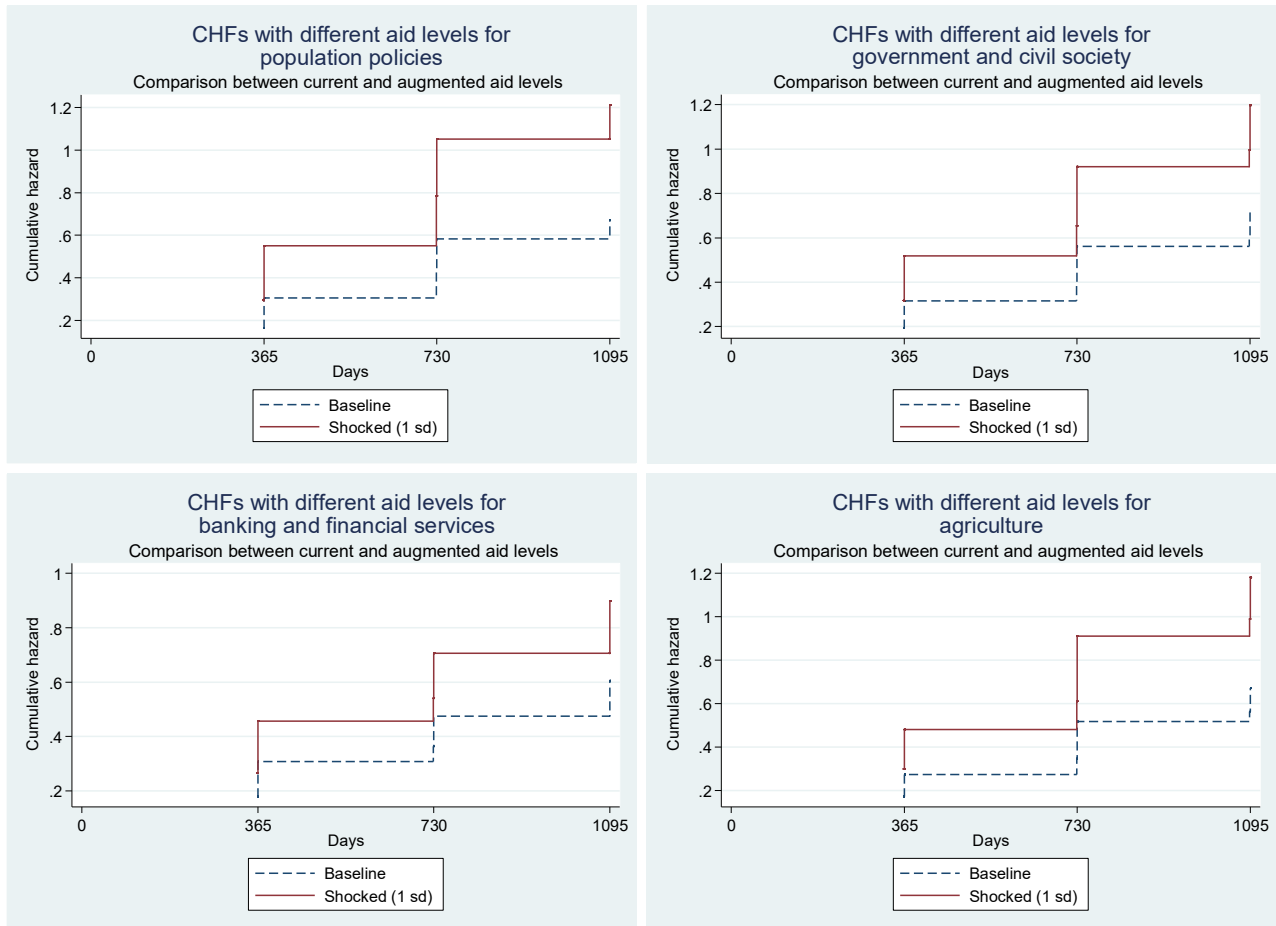 CHFs with different aid levels for
population policies
Comparison between current and augmented aid levels
Cumulative hazard
1.2
1
.8
.6
.4
.2
0
365
730
1095
Days
Baseline
Shocked (1 sd)
CHFs with different aid levels for
government and civil society
Comparison between current and augmented aid levels
Cumulative hazard
1.2
1
.8
.6
.4
.2
0
365
730
1095
Days
Baseline
Shocked (1 sd)
CHFs with different aid levels for
banking and financial services
Comparison between current and augmented aid levels
Cumulative hazard
1
.8
.6
.4
.2
0
365
730
1095
Days
Baseline
Shocked (1 sd)
CHFs with different aid levels for
agriculture
Comparison between current and augmented aid levels
Cumulative hazard
1.2
1
.8
.6
.4
.2
0
365
730
1095
Days
Baseline
Shocked (1 sd)